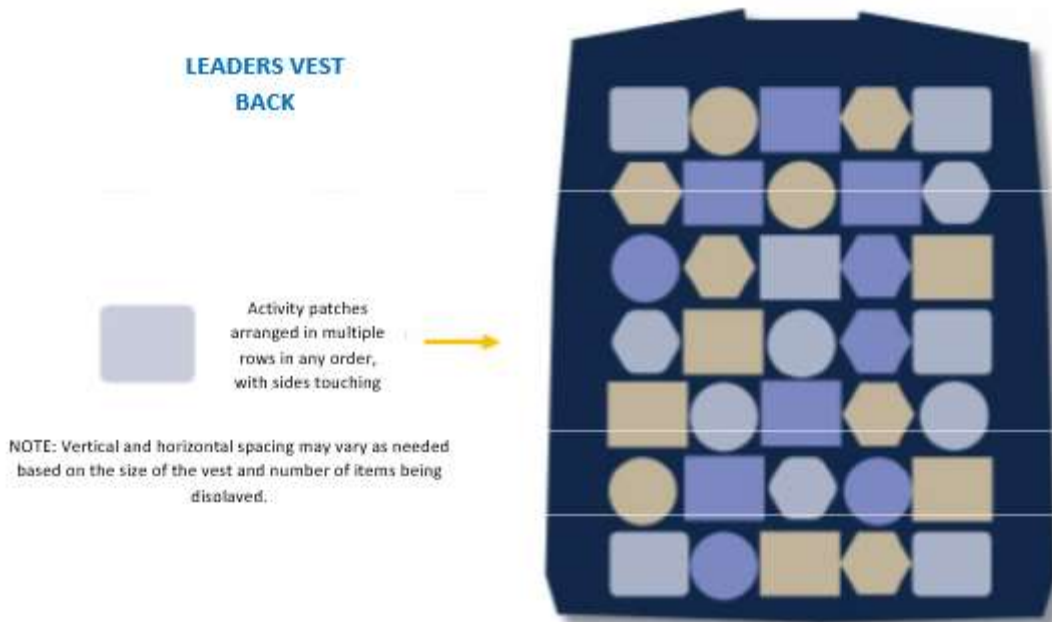 LEADERS VEST
BACK
Activity patches
arranged in multiple
rows in any order,
with sides touching
NOTE: Vertical and horizontal spacing may vary as needed
based on the size of the vest and number of items being
disolaved.